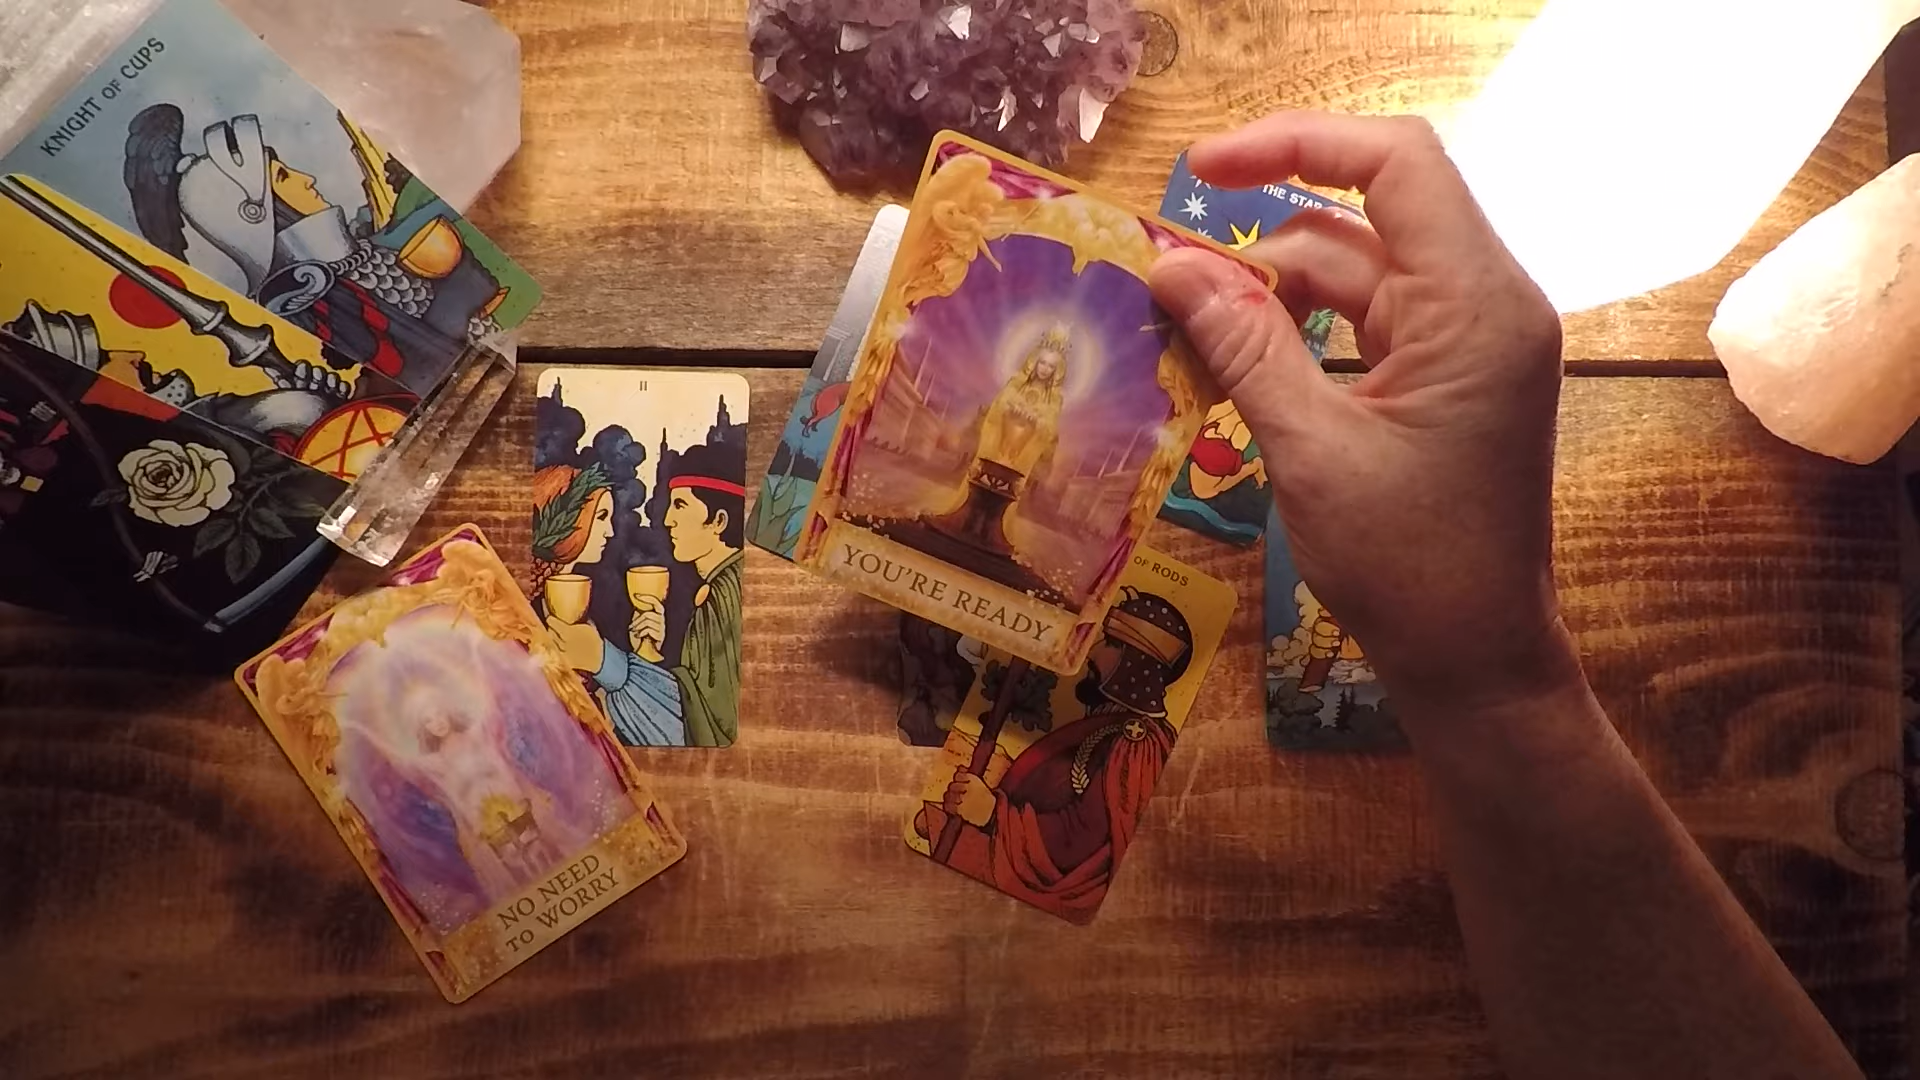 KNIGHT OF CUPS
THE STAR
II
OF RODS
YOU'RE READY
NO NEED
TO WORRY